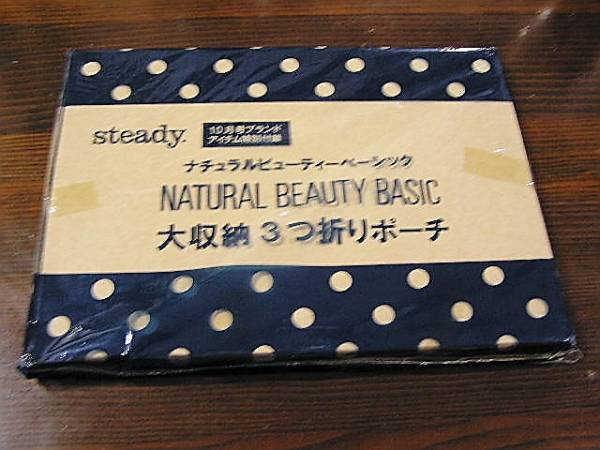 steady.
10月号ブランド
アイテム特別付録
ナチュラルビューティーベーシック
NATURAL BEAUTY BASIC
大収納 3つ折りポーチ